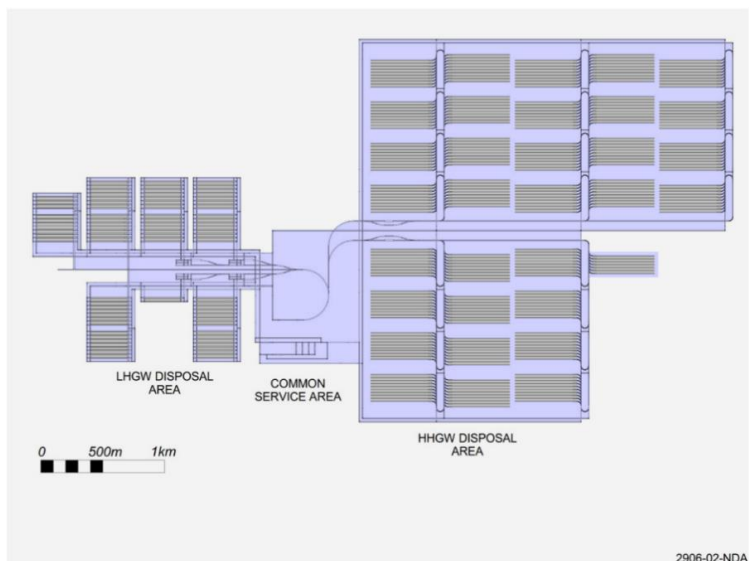 LHGW DISPOSAL
AREA
COMMON
SERVICE AREA
HHGW DISPOSAL
AREA
0 500m 1km
2906-02-NDA